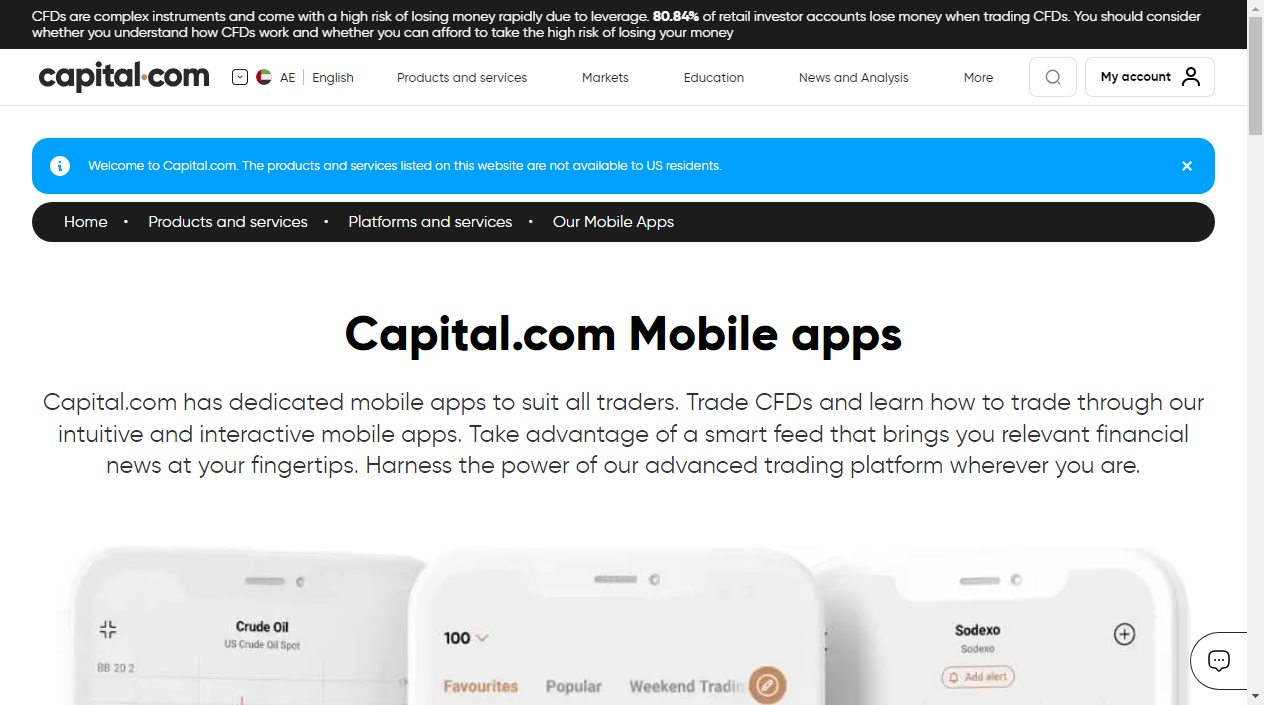 CFDs are complex instruments and come with a high risk of losing money rapidly due to leverage. 80.84% of retail investor accounts lose money when trading CFDs. You should consider
whether you understand how CFDs work and whether you can afford to take the high risk of losing your money
capital.com
AE English
Products and services
Markets
Education
News and Analysis
More
My account
Welcome to Capital.com. The products and services listed on this website are not available to US residents.
Home • Products and services • Platforms and services • Our Mobile Apps
Capital.com Mobile apps
Capital.com has dedicated mobile apps to suit all traders. Trade CFDs and learn how to trade through our
intuitive and interactive mobile apps. Take advantage of a smart feed that brings you relevant financial
news at your fingertips. Harness the power of our advanced trading platform wherever you are.
Crude Oil
US Crude Oil Spot
BB 20 2
100
Favourites Popular Weekend Tradin
Sodexo
Sodexo
Add alert